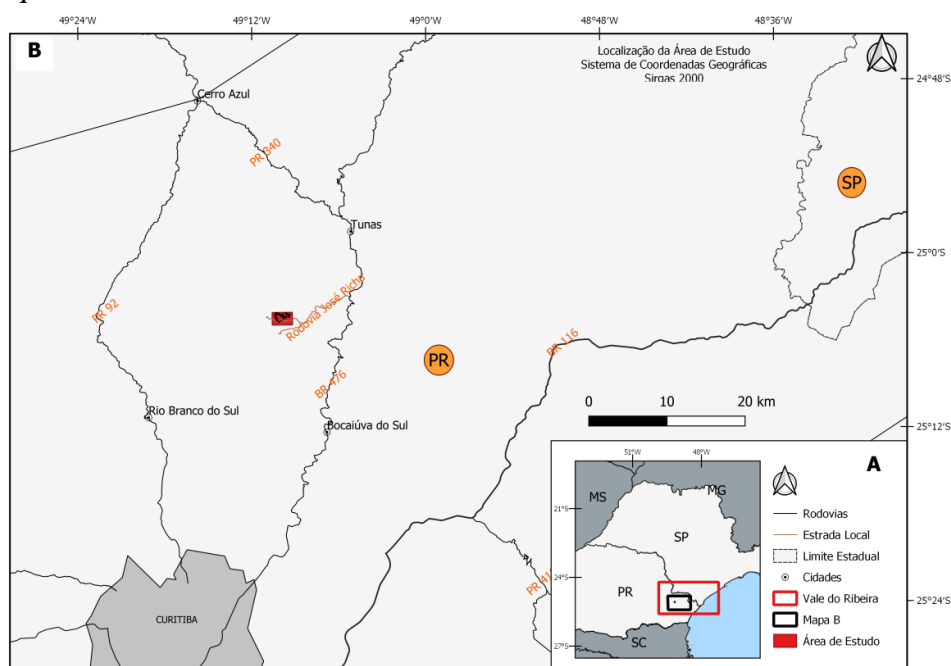 49°24'W
49°12'W
49°0'W
48°48'W
48°36'W
B
Localização da Área de Estudo
Sistema de Coordenadas Geográficas
Sirgas 2000
24°48'S
Cerro Azul
PR 340
SP
Tunas
25°0'S
Rodovia José Richa
PR 92
PR
BR 116
BR 476
0 10 20 km
Rio Branco do Sul
Bocaiúva do Sul
25°12'S
A
51°W
48°W
MS
MG
21°S
Rodovias
SP
Estrada Local
Limite Estadual
24°S
Cidades
PR
Vale do Ribeira
25°24'S
Mapa B
CURITIBA
SC
27°S
Área de Estudo